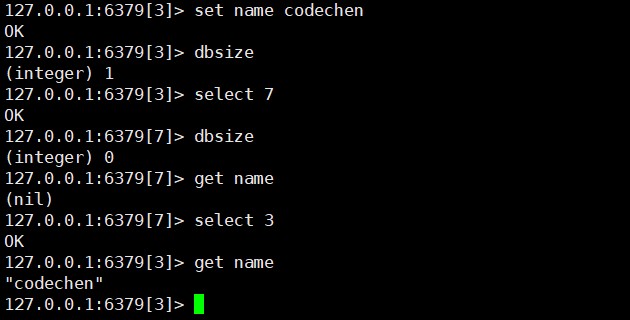 127.0.0.1:6379[3]> set name codechen
OK
127.0.0.1:6379[3]> dbsize
(integer) 1
127.0.0.1:6379[3]> select 7
OK
127.0.0.1:6379[7]> dbsize
(integer) 0
127.0.0.1:6379[7]> get name
(nil)
127.0.0.1:6379[7]> select 3
OK
127.0.0.1:6379[3]> get name
"codechen"
127.0.0.1:6379[3]>